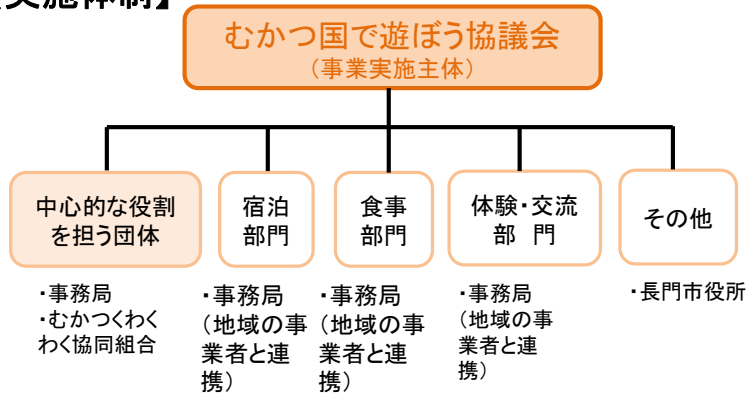 【実施体制】
むかつ国で遊ぼう協議会
（事業実施主体）
中心的な役割
を担う団体
宿泊
部門
食事
部門
体験・交流
部　門
その他
・事務局
・むかつくわく
わく協同組合
・事務局
（地域の事
業者と連
携）
・事務局
（地域の事
業者と連
携）
・事務局
（地域の事
業者と連
携）
・長門市役所